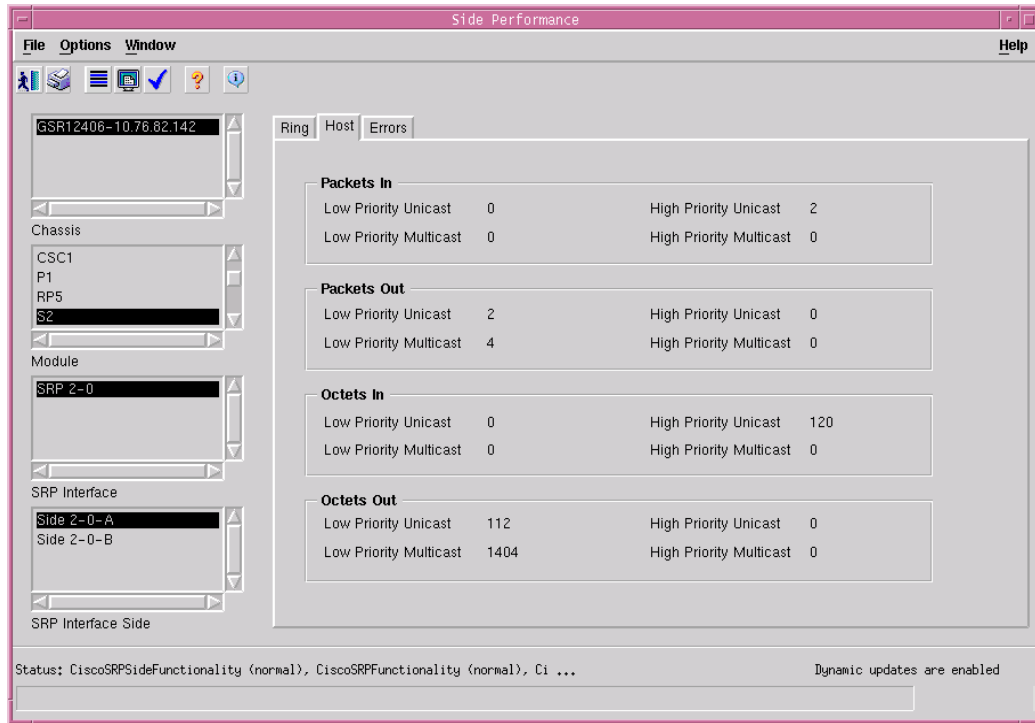 Side Performance
File Options Window Help
GSR12406-10.76.82.142
Chassis
CSC1
P1
RP5
S2
Module
SRP 2-0
SRP Interface
Side 2-0-A
Side 2-0-B
SRP Interface Side
Ring Host Errors
Packets In
Low Priority Unicast 0 High Priority Unicast 2
Low Priority Multicast 0 High Priority Multicast 0
Packets Out
Low Priority Unicast 2 High Priority Unicast 0
Low Priority Multicast 4 High Priority Multicast 0
Octets In
Low Priority Unicast 0 High Priority Unicast 120
Low Priority Multicast 0 High Priority Multicast 0
Octets Out
Low Priority Unicast 112 High Priority Unicast 0
Low Priority Multicast 1404 High Priority Multicast 0
Status: CiscoSRPSideFunctionality (normal), CiscoSRPFunctionality (normal), Ci ... Dynamic updates are enabled